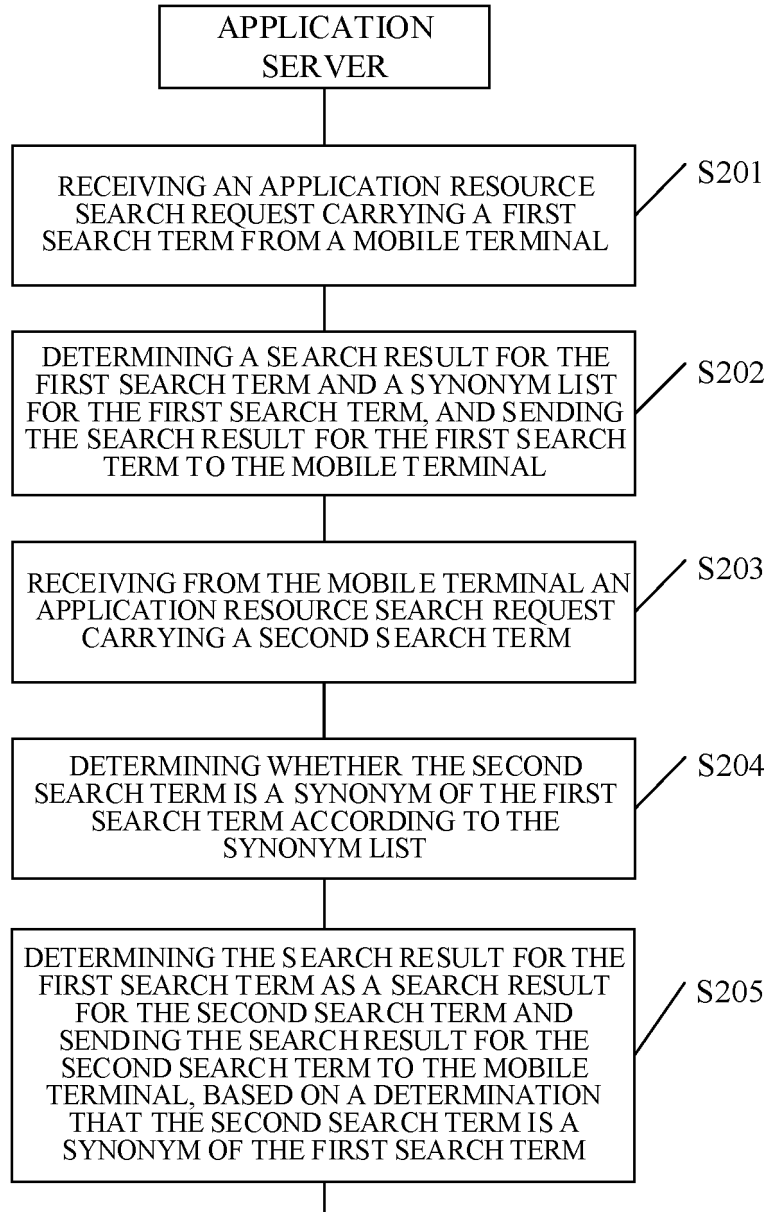 APPLICATION
SERVER
RECEIVING AN APPLICATION RESOURCE
SEARCH REQUEST CARRYING A FIRST
SEARCH TERM FROM A MOBILE TERMINAL
S201
DETERMINING A SEARCH RESULT FOR THE
FIRST SEARCH TERM AND A SYNONYM LIST
FOR THE FIRST SEARCH TERM, AND SENDING
THE SEARCH RESULT FOR THE FIRST SEARCH
TERM TO THE MOBILE TERMINAL
S202
RECEIVING FROM THE MOBILE TERMINAL AN
APPLICATION RESOURCE SEARCH REQUEST
CARRYING A SECOND SEARCH TERM
S203
DETERMINING WHETHER THE SECOND
SEARCH TERM IS A SYNONYM OF THE FIRST
SEARCH TERM ACCORDING TO THE
SYNONYM LIST
S204
DETERMINING THE SEARCH RESULT FOR THE
FIRST SEARCH TERM AS A SEARCH RESULT
FOR THE SECOND SEARCH TERM AND
SENDING THE SEARCH RESULT FOR THE
SECOND SEARCH TERM TO THE MOBILE
TERMINAL, BASED ON A DETERMINATION
THAT THE SECOND SEARCH TERM IS A
SYNONYM OF THE FIRST SEARCH TERM
S205